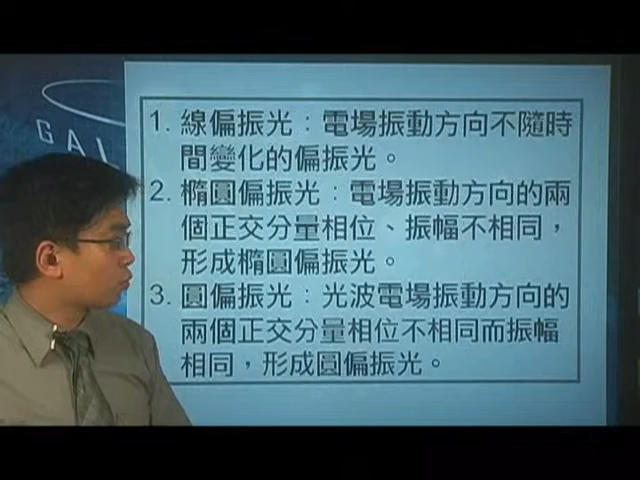 GAL
1. 線偏振光：電場振動方向不隨時
間變化的偏振光。
2. 橢圓偏振光：電場振動方向的兩
個正交分量相位、振幅不相同，
形成橢圓偏振光。
3. 圓偏振光：光波電場振動方向的
兩個正交分量相位不相同而振幅
相同，形成圓偏振光。